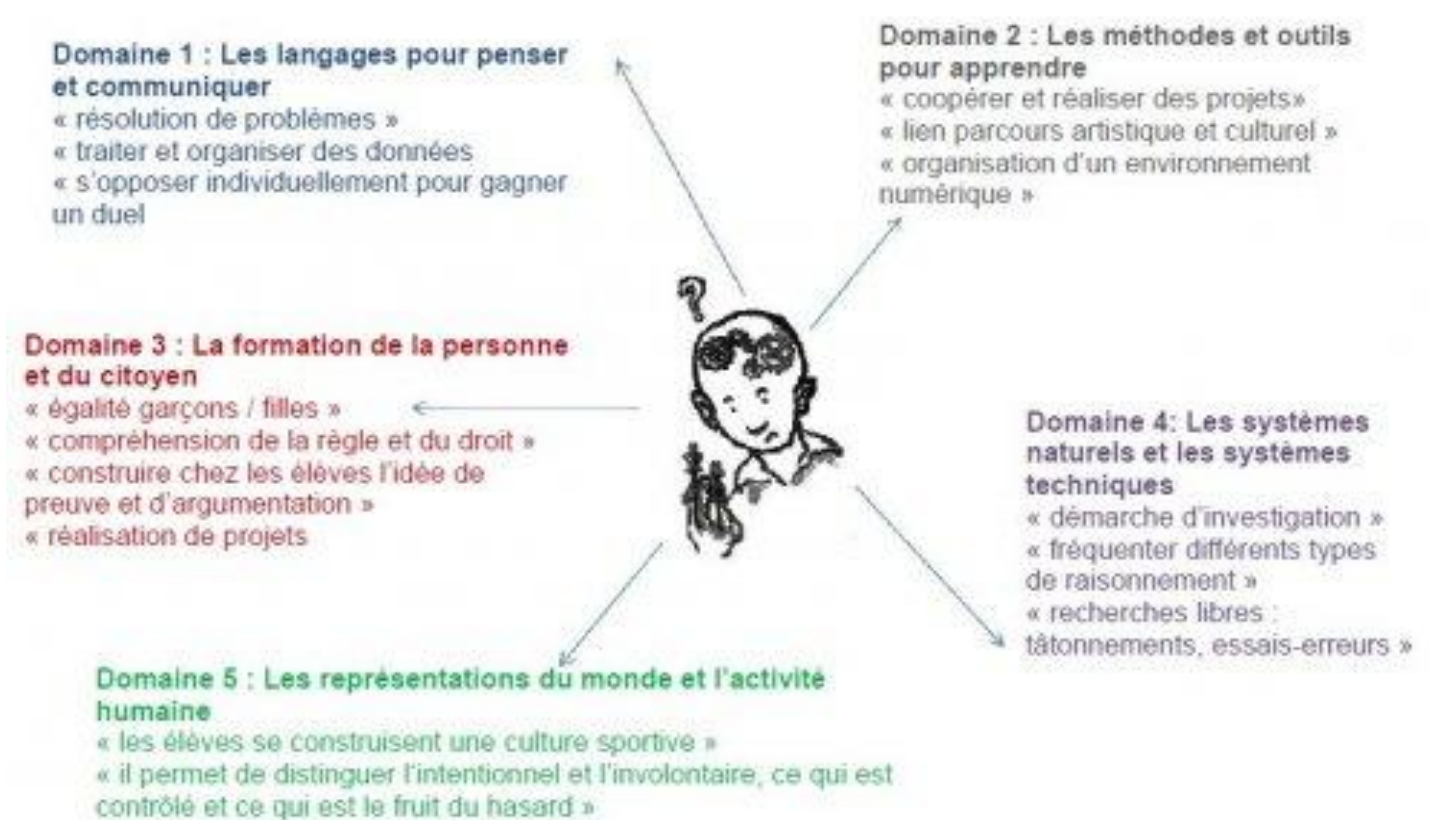 Domaine 1 : Les langages pour penser
et communiquer
« résolution de problèmes »
« traiter et organiser des données
« s'opposer individuellement pour gagner
un duel
Domaine 2 : Les méthodes et outils
pour apprendre
« coopérer et réaliser des projets»
« lien parcours artistique et culturel »
« organisation d'un environnement
numérique »
?
Domaine 3 : La formation de la personne
et du citoyen
« égalité garçons / filles »
« compréhension de la règle et du droit »
« construire chez les élèves l'idée de
preuve et d'argumentation »
« réalisation de projets
Domaine 4: Les systèmes
naturels et les systèmes
techniques
« démarche d'investigation »
« fréquenter différents types
de raisonnement »
« recherches libres :
tâtonnements, essais-erreurs »
Domaine 5 : Les représentations du monde et l'activité
humaine
« les élèves se construisent une culture sportive »
« il permet de distinguer l'intentionnel et l'involontaire, ce qui est
contrôlé et ce qui est le fruit du hasard »